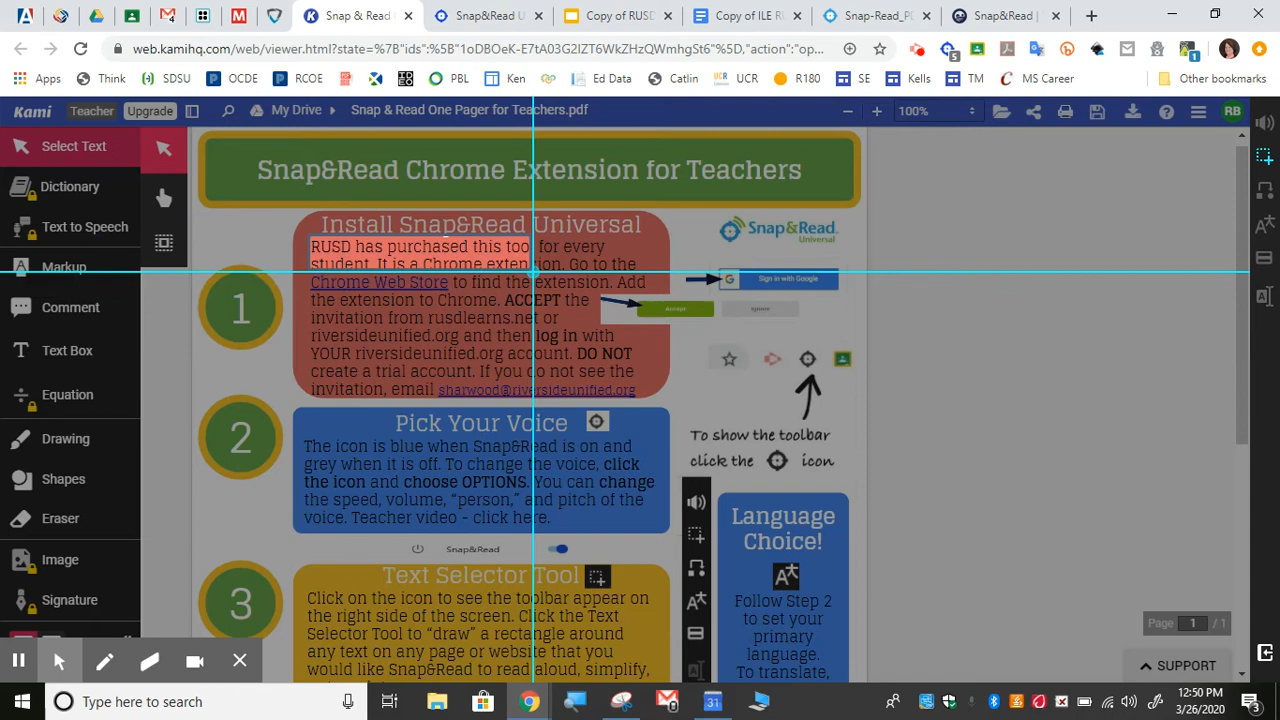 Snap & Read
Snap&Read U
Copy of RUSD
Copy of ILE R
Snap-Read_PD
Snap&Read |
web.kamihq.com/web/viewer.html?state=%7B"ids"%
Apps
Think
SDSU
OCDE
RCOE
PBL
Ken
Ed Data
Catlin
UCR
R180
SE
Kells
TM
MS Career
Other bookmarks
Kami
Teacher
Upgrade
My Drive
Snap & Read One Pager for Teachers.pdf
100%
RB
Select Text
Dictionary
Text to Speech
Markup
Comment
Text Box
Equation
Drawing
Shapes
Eraser
Image
Signature
Snap&Read Chrome Extension for Teachers
1
Install Snap&Read Universal
RUSD has purchased this tool for every
student. It is a Chrome extension. Go to the
Chrome Web Store to find the extension. Add
the extension to Chrome. ACCEPT the
invitation from rusdlearns.net or
riversideunified.org and then log in with
YOUR riversideunified.org account. DO NOT
create a trial account. If you do not see the
invitation, email sharwood@riversideunified.org
Snap&Read
Universal
G Sign in with Google
Accept
Ignore
To show the toolbar
click the icon
2
Pick Your Voice
The icon is blue when Snap&Read is on and
grey when it is off. To change the voice, click
the icon and choose OPTIONS. You can change
the speed, volume, "person," and pitch of the
voice. Teacher video - click here.
Snap&Read
3
Text Selector Tool
Click on the icon to see the toolbar appear on
the right side of the screen. Click the Text
Selector Tool to "draw" a rectangle around
any text on any page or website that you
would like Snap&Read to read aloud, simplify,
Language
Choice!
Follow Step 2
to set your
primary
language.
To translate,
Page 1 / 1
SUPPORT
Type here to search
31
12:50 PM
3/26/2020
3